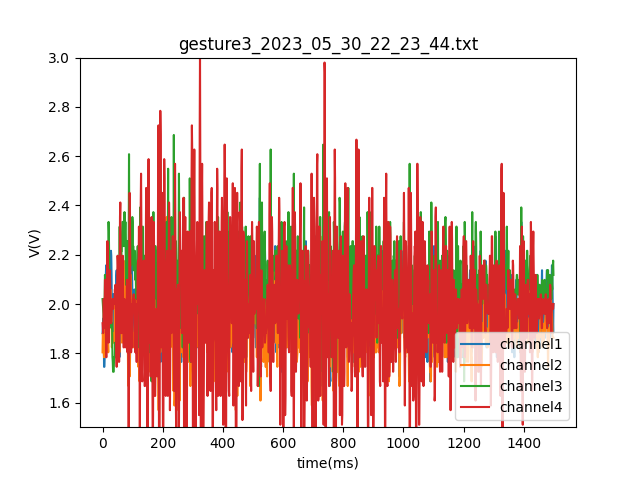 gesture3_2023_05_30_22_23_44.txt
3.0
2.8
2.6
2.4
2.2
2.0
1.8
1.6
V(V)
channel1
channel2
channel3
channel4
0 200 400 600 800 1000 1200 1400
time(ms)